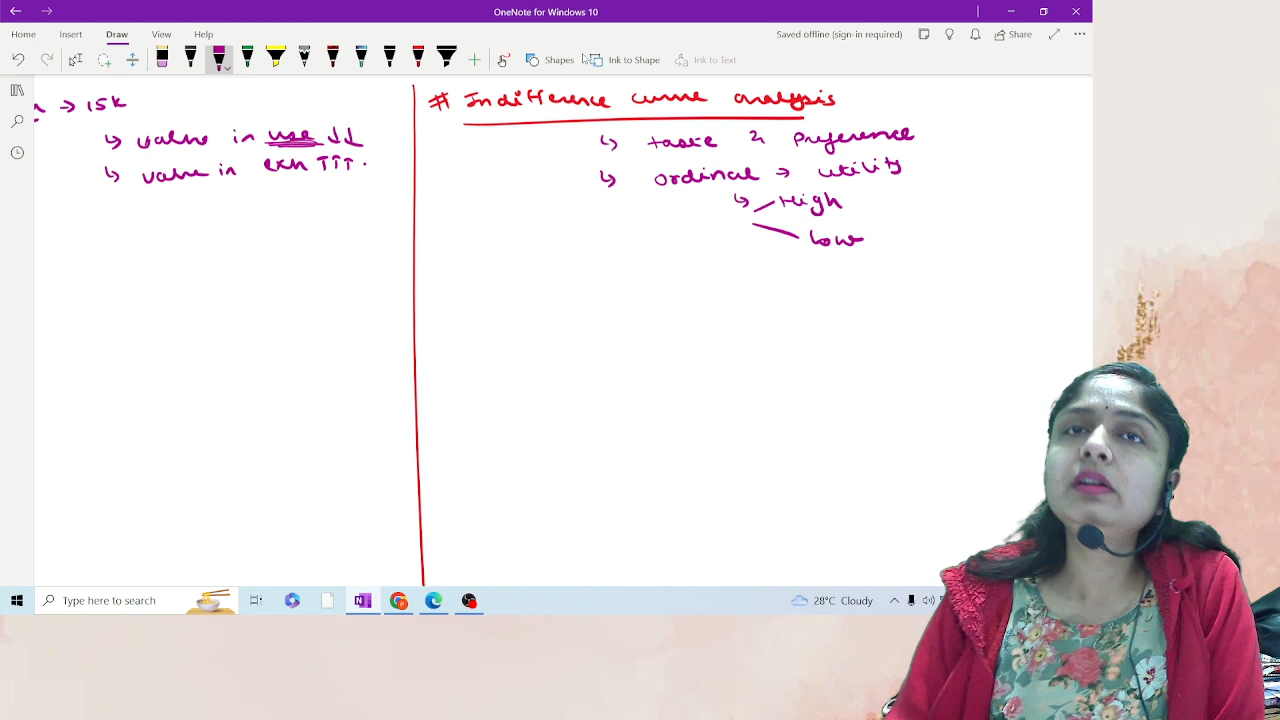 OneNote for Windows 10
Home Insert Draw View Help
Saved offline (sign-in required) Share
Shapes Ink to Shape Ink to Text
→ 15k
↳ value in use ↓↓
↳ value in exn ↑↑↑.
# Indifference curve analysis
↳ taste & Preference
↳ ordinal → utility
↳ High
Low
Type here to search
28°C Cloudy